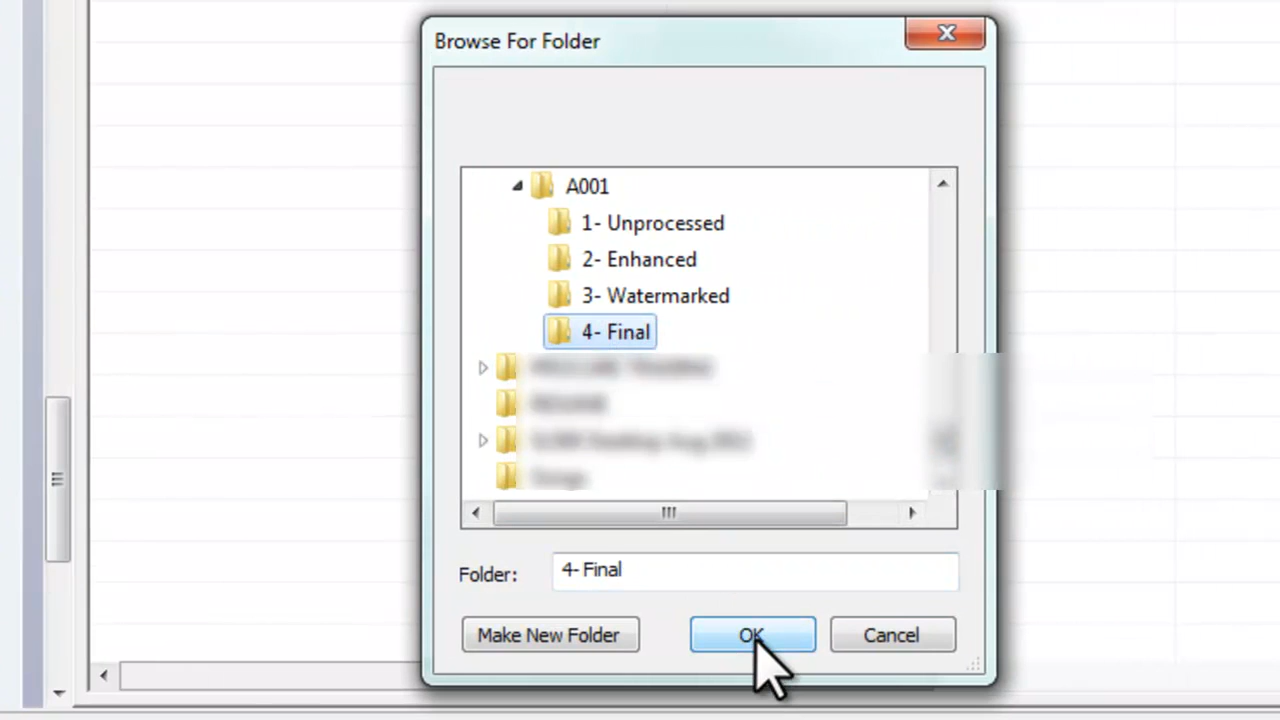 Browse For Folder
A001
1- Unprocessed
2- Enhanced
3- Watermarked
4- Final
Folder:
4- Final
Make New Folder
OK
Cancel